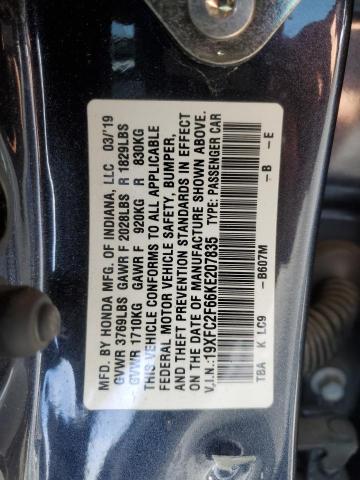 MFD. BY HONDA MFG. OF INDIANA, LLC 03/'19
GVWR 3769LBS GAWR F 2028LBS R 1829LBS
GVWR 1710KG GAWR F 920KG R 830KG
THIS VEHICLE CONFORMS TO ALL APPLICABLE
FEDERAL MOTOR VEHICLE SAFETY, BUMPER,
AND THEFT PREVENTION STANDARDS IN EFFECT
ON THE DATE OF MANUFACTURE SHOWN ABOVE.
V.I.N.:19XFC2F66KE207835 TYPE: PASSENGER CAR
TBA K LC9 - B607M - B - E